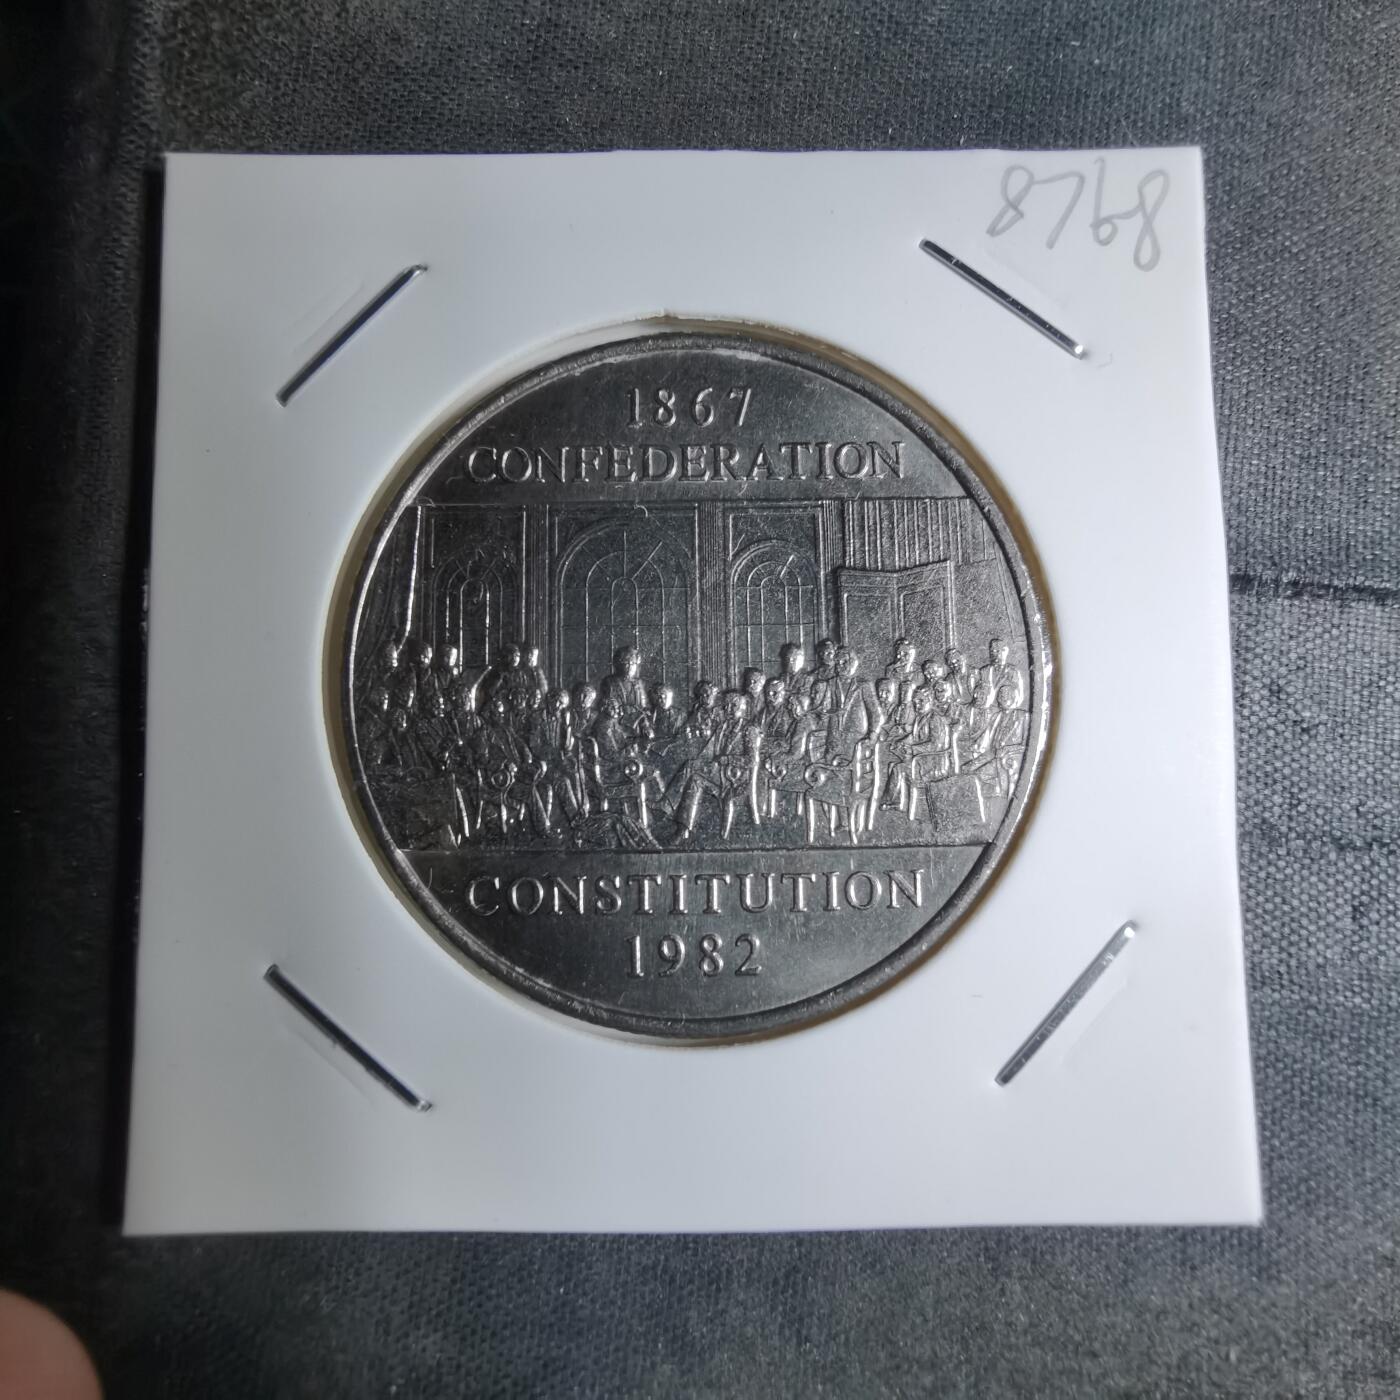 8768
1867
CONFEDERATION
CONSTITUTION
1982